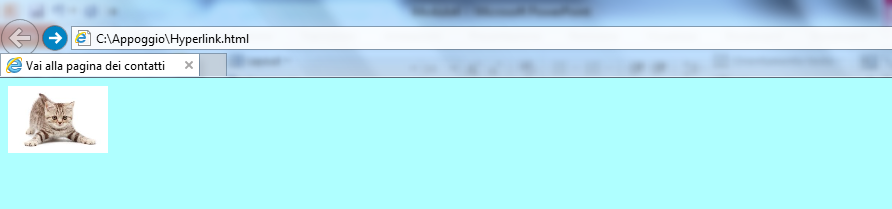 C:\Appoggio\Hyperlink.html
Vai alla pagina dei contatti